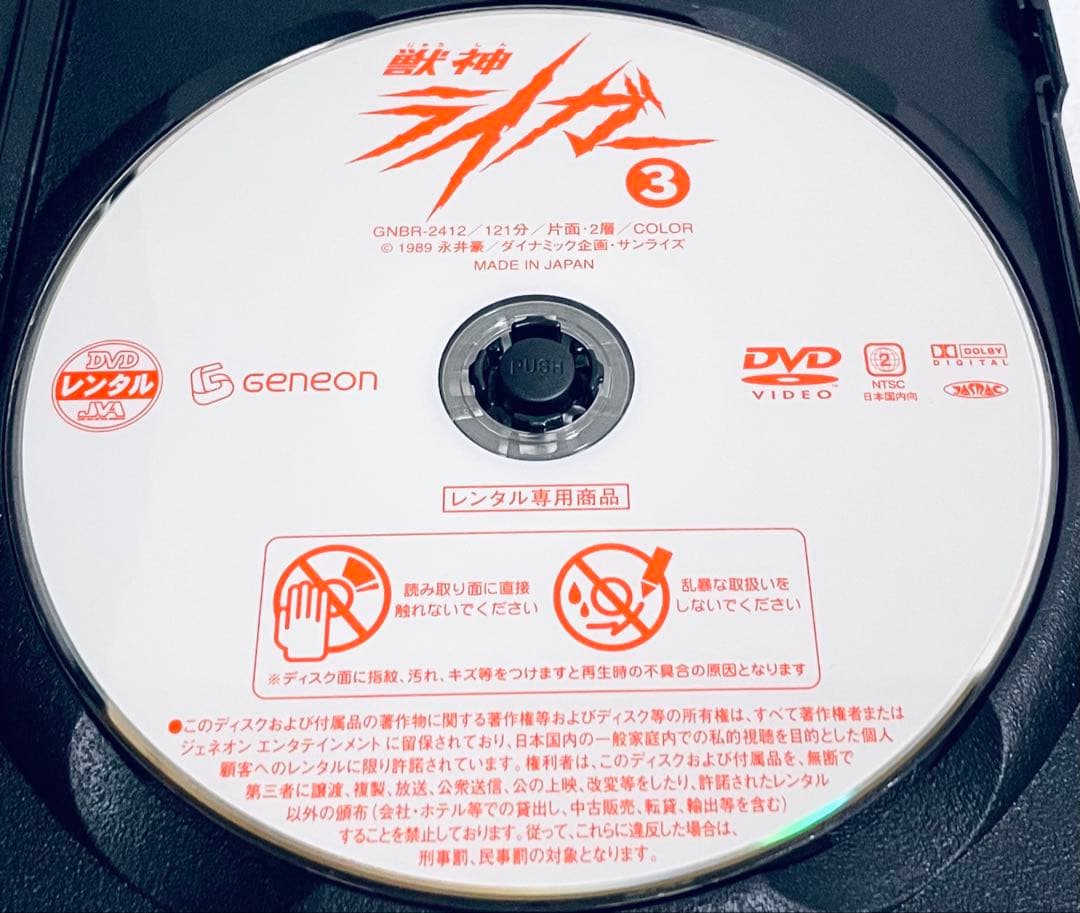 じゅう しん
獣神
ライガー
3
GNBR-2412／121分／片面・2層／COLOR
© 1989 永井豪／ダイナミック企画・サンライズ
MADE IN JAPAN
DVD
レンタル
JVA
GENEON
PUSH
DVD
VIDEO™
2
NTSC
日本国内向
DOLBY
DIGITAL
JASRAC
レンタル専用商品
読み取り面に直接
触れないでください
乱暴な取扱いを
しないでください
※ディスク面に指紋、汚れ、キズ等をつけますと再生時の不具合の原因となります
●このディスクおよび付属品の著作物に関する著作権等およびディスク等の所有権は、すべて著作権者または
ジェネオン エンタテインメントに留保されており、日本国内の一般家庭内での私的視聴を目的とした個人
顧客へのレンタルに限り許諾されています。権利者は、このディスクおよび付属品を、無断で
第三者に譲渡、複製、放送、公衆送信、公の上映、改変等をしたり、許諾されたレンタル
以外の頒布(会社・ホテル等での貸出し、中古販売、転貸、輸出等を含む)
することを禁止しております。従って、これらに違反した場合は、
刑事罰、民事罰の対象となります。